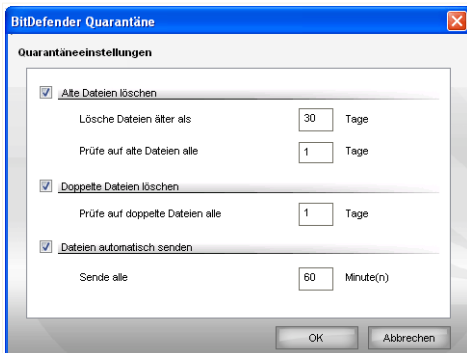 BitDefender Quarantäne
Quarantäneeinstellungen
Alte Dateien löschen
Lösche Dateien älter als 30 Tage
Prüfe auf alte Dateien alle 1 Tage
Doppelte Dateien löschen
Prüfe auf doppelte Dateien alle 1 Tage
Dateien automatisch senden
Sende alle 60 Minute(n)
OK Abbrechen